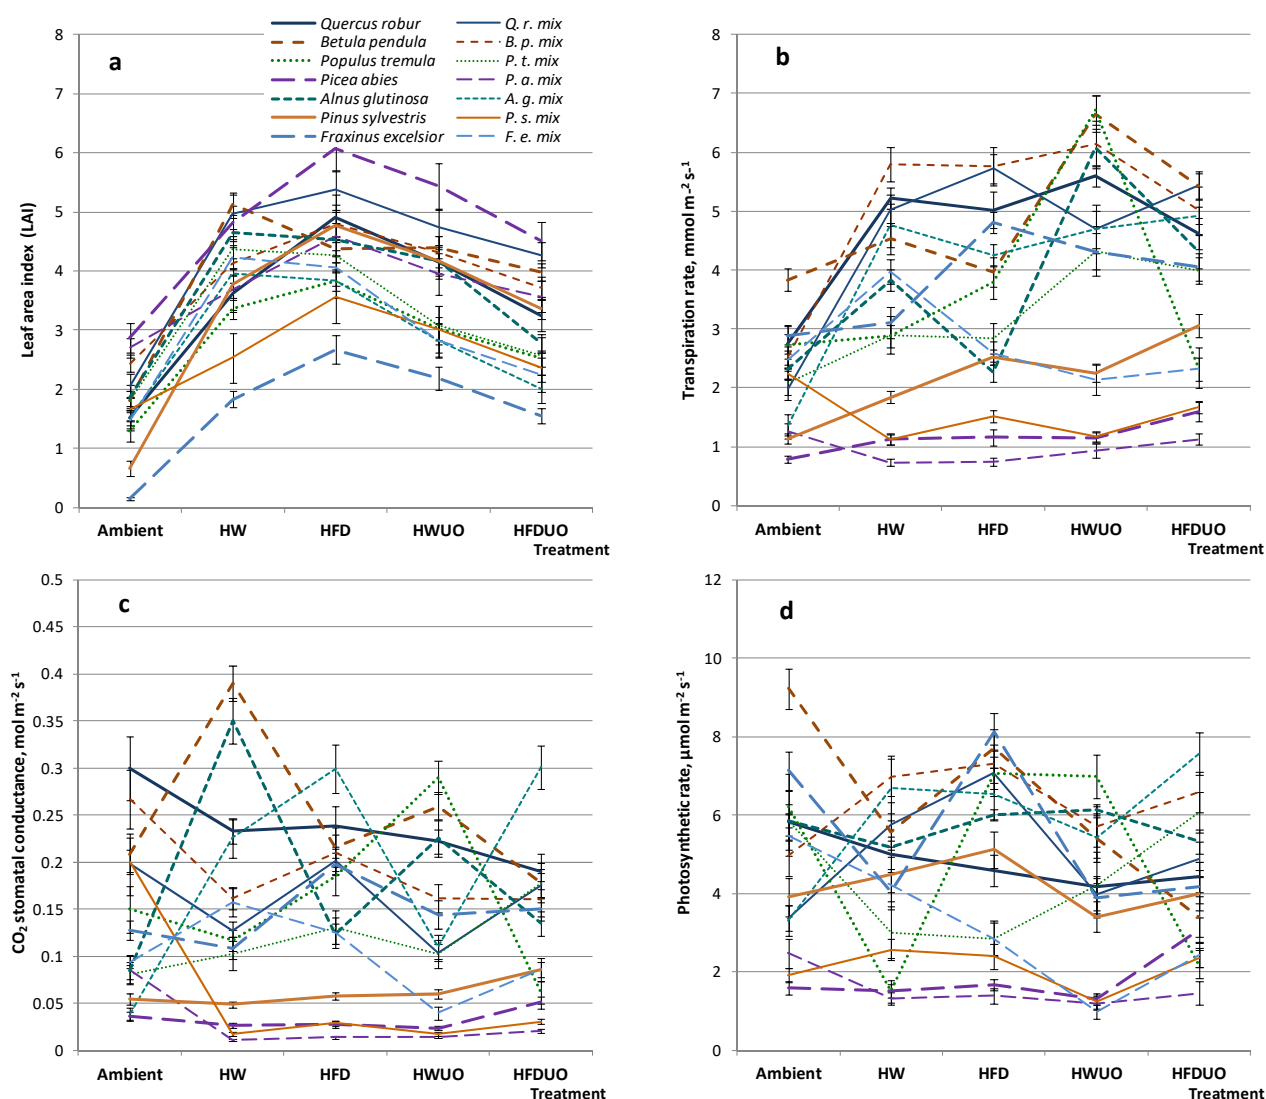 Quercus robur
Q. r. mix
Betula pendula
B. p. mix
Populus tremula
P. t. mix
Picea abies
P. a. mix
Alnus glutinosa
A. g. mix
Pinus sylvestris
P. s. mix
Fraxinus excelsior
F. e. mix
a
Leaf area index (LAI)
8
7
6
5
4
3
2
1
0
Ambient HW HFD HWUO HFDUO
Treatment
b
Transpiration rate, mmol m⁻² s⁻¹
8
7
6
5
4
3
2
1
0
Ambient HW HFD HWUO HFDUO
Treatment
c
CO₂ stomatal conductance, mol m⁻² s⁻¹
0.5
0.45
0.4
0.35
0.3
0.25
0.2
0.15
0.1
0.05
0
Ambient HW HFD HWUO HFDUO
Treatment
d
Photosynthetic rate, µmol m⁻² s⁻¹
12
10
8
6
4
2
0
Ambient HW HFD HWUO HFDUO
Treatment